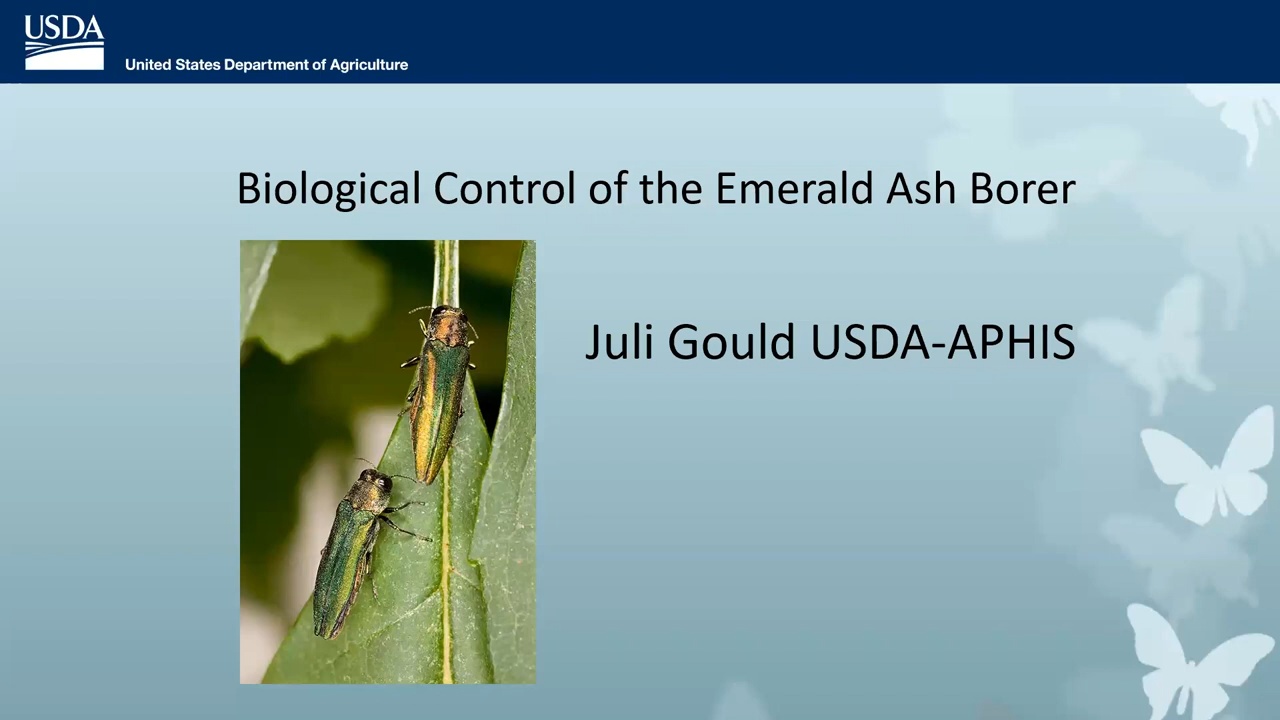 USDA
United States Department of Agriculture
Biological Control of the Emerald Ash Borer
Juli Gould USDA-APHIS